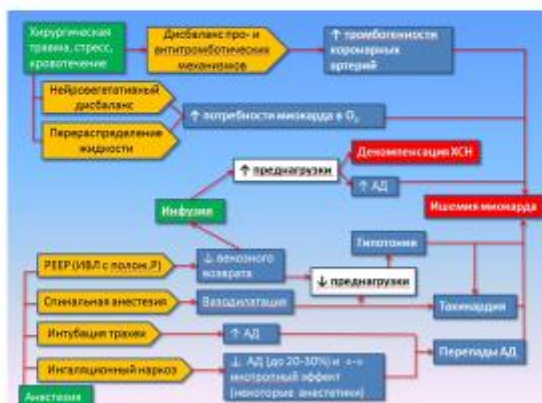 Хирургическая
травма, стресс,
кровотечение
Дисбаланс про- и
антитромботических
механизмов
↑ тромбогенности
коронарных
артерий
Нейровегетативный
дисбаланс
↑ потребности миокарда в O₂
Перераспределение
жидкости
↑ преднагрузки
Декомпенсация ХСН
↑ АД
Инфузия
Ишемия миокарда
Гипотония
PEEP (ИВЛ с полож.Р)
↓ венозного
возврата
↓ преднагрузки
Спинальная анестезия
Вазодилатация
Тахикардия
Интубация трахеи
↑ АД
Перепады АД
Ингаляционный наркоз
↓ АД (до 20-30%) и «-»
инотропный эффект
(некоторые анестетики)
Анестезия